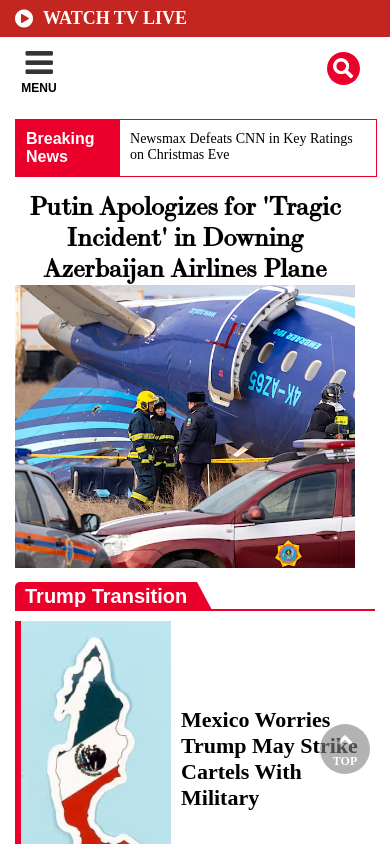 WATCH TV LIVE
MENU
Breaking
News
Newsmax Defeats CNN in Key Ratings
on Christmas Eve
Putin Apologizes for 'Tragic
Incident' in Downing
Azerbaijan Airlines Plane
EMBRAER 190
4K-AZ65
Trump Transition
Mexico Worries
Trump May Strike
Cartels With
Military
TOP